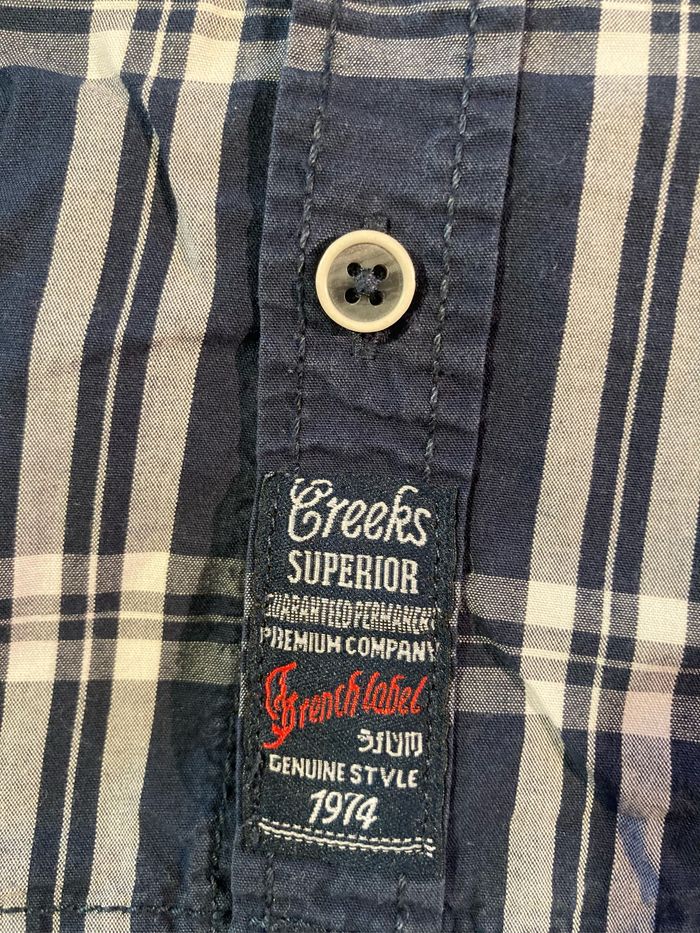 Creeks
SUPERIOR
GUARANTEED PERMANENT
PREMIUM COMPANY
French label
GENUINE STYLE
1974